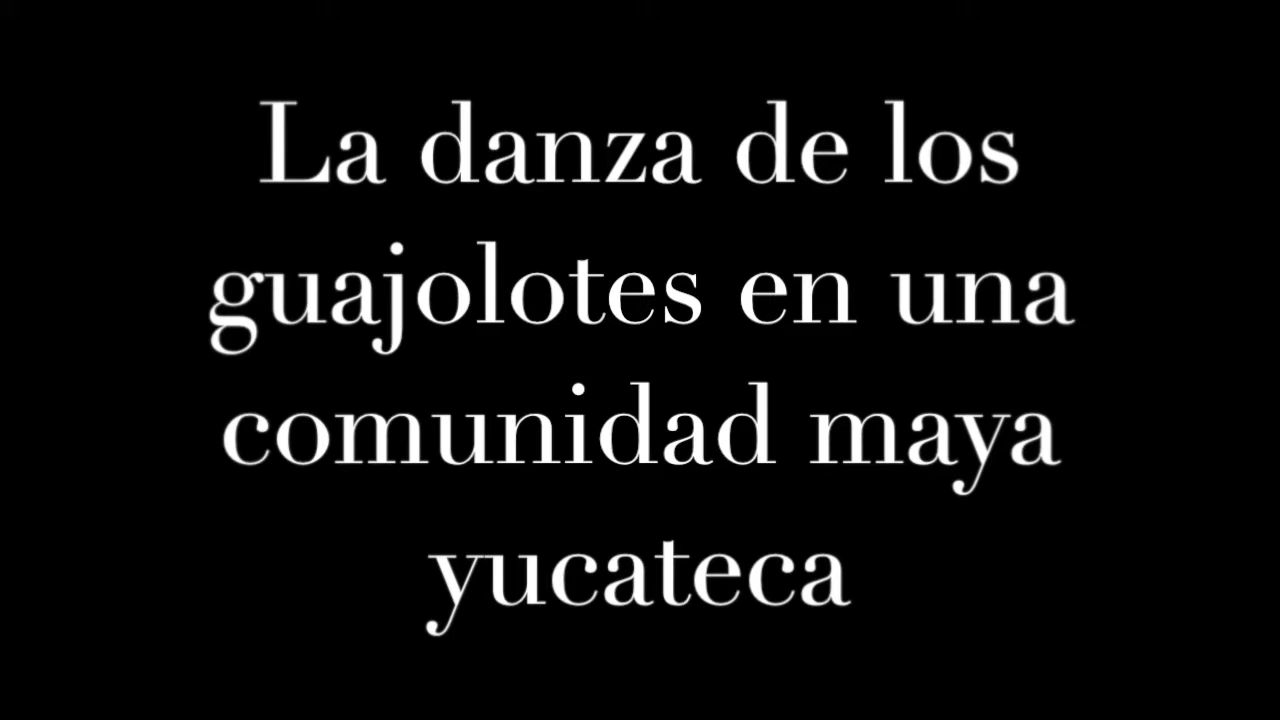 La danza de los
guajolotes en una
comunidad maya
yucateca